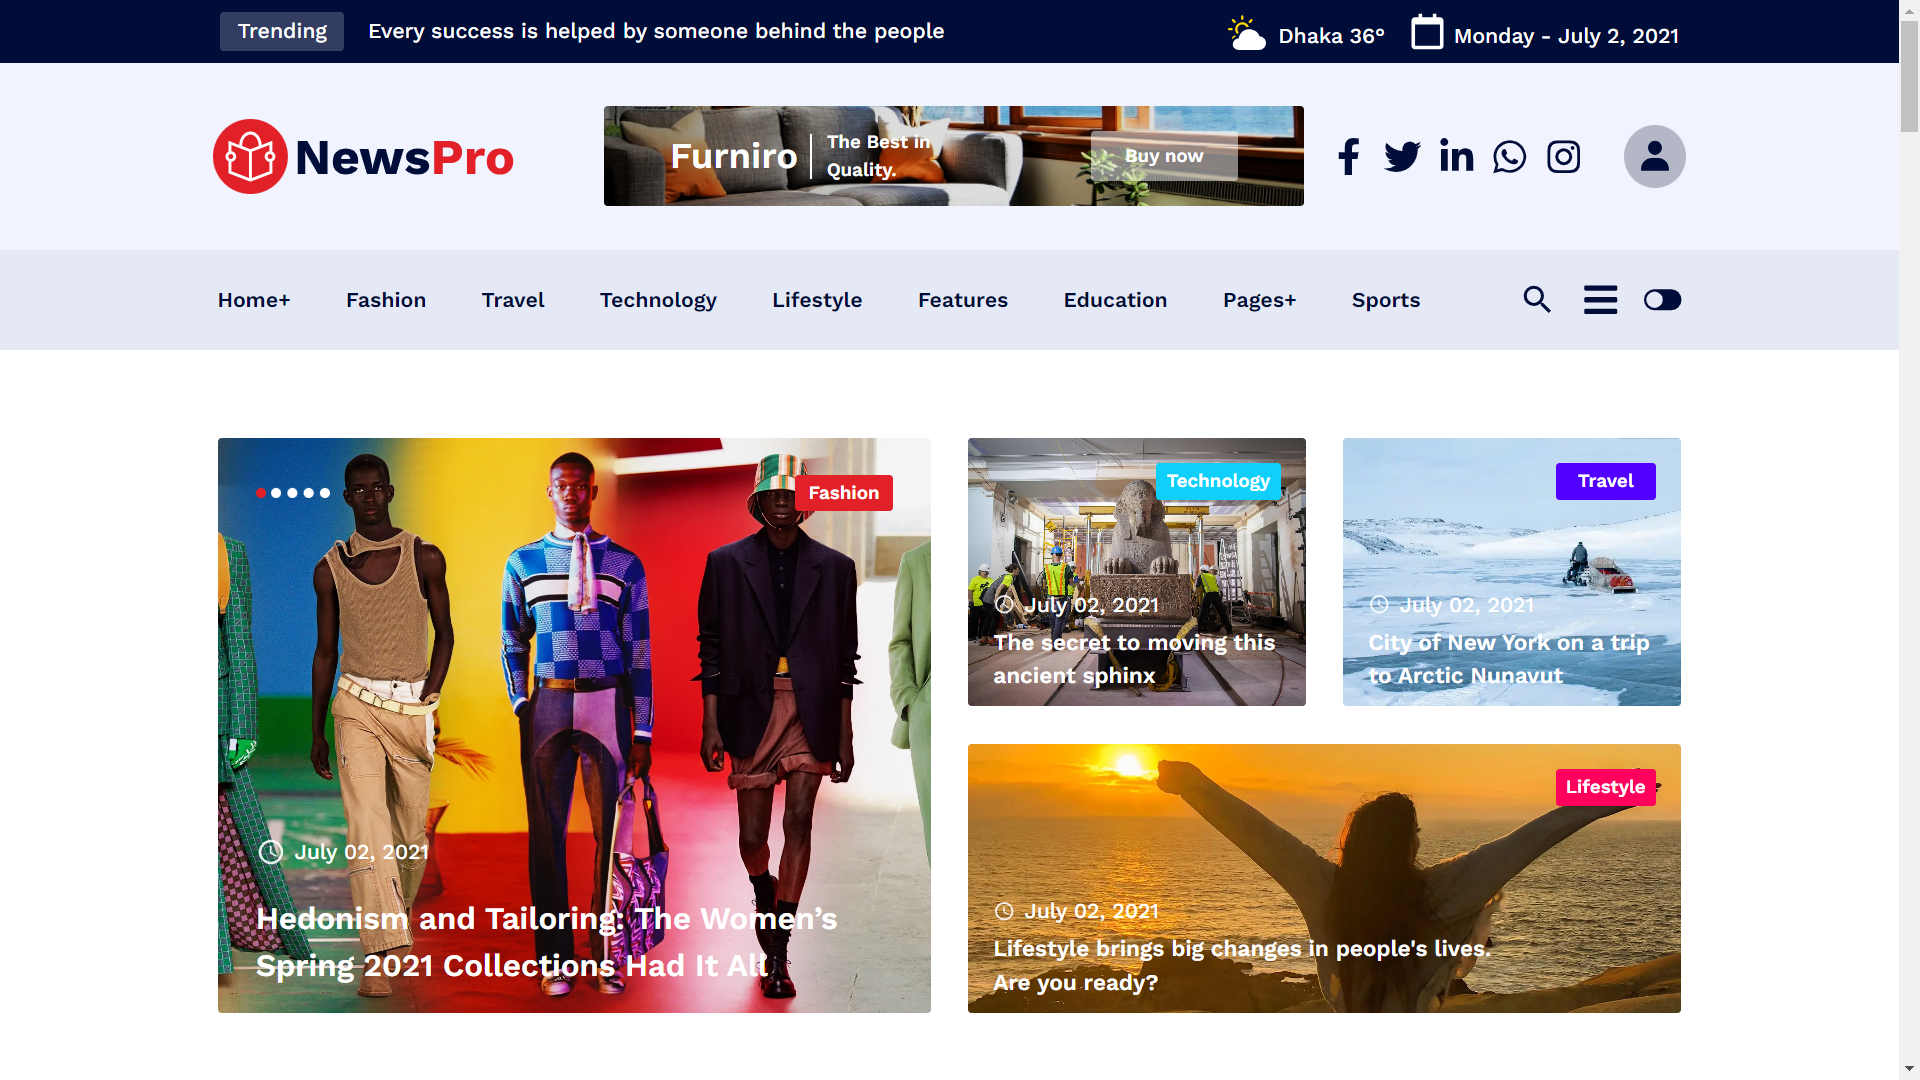 Trending
Every success is helped by someone behind the people
Dhaka 36°
Monday - July 2, 2021
NewsPro
Furniro
The Best in
Quality.
Buy now
Home+
Fashion
Travel
Technology
Lifestyle
Features
Education
Pages+
Sports
Fashion
July 02, 2021
Hedonism and Tailoring: The Women’s
Spring 2021 Collections Had It All
Technology
July 02, 2021
The secret to moving this
ancient sphinx
Travel
July 02, 2021
City of New York on a trip
to Arctic Nunavut
Lifestyle
July 02, 2021
Lifestyle brings big changes in people's lives.
Are you ready?